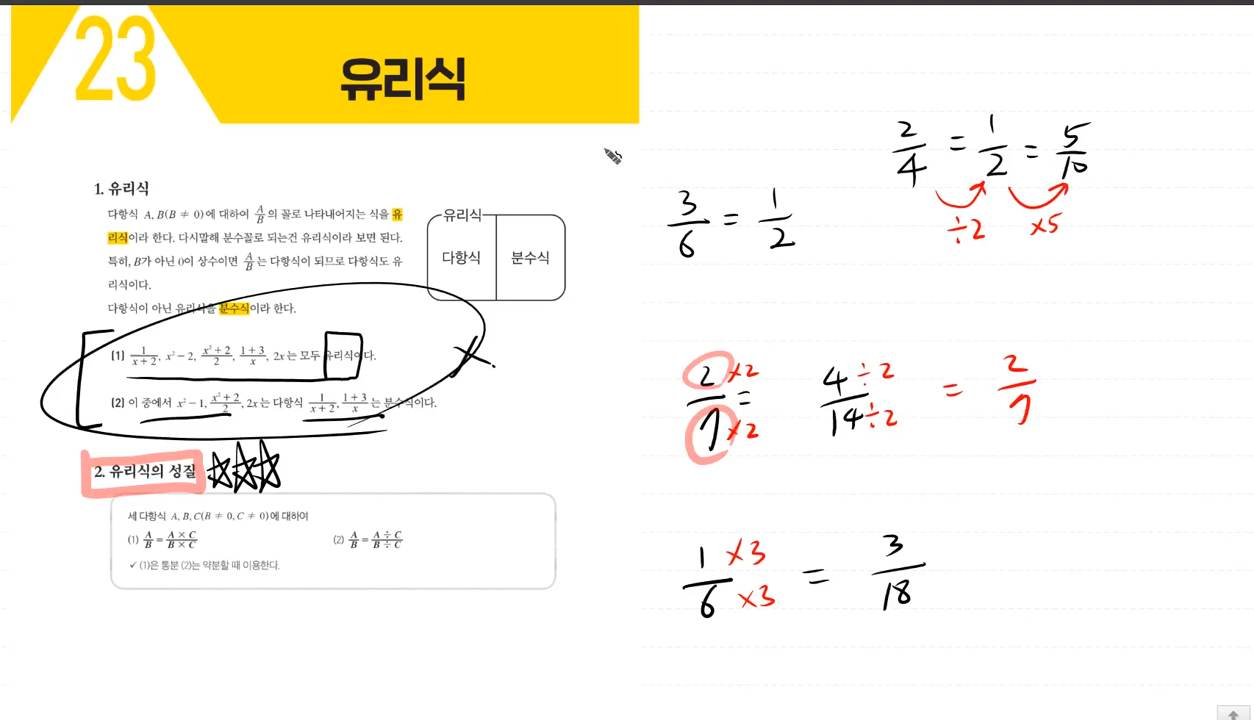 23
유리식
1. 유리식
다항식 A, B(B ≠ 0)에 대하여 A/B의 꼴로 나타내어지는 식을 유
리식이라 한다. 다시말해 분수꼴로 되는건 유리식이라 보면 된다.
특히, B가 아닌 0이 상수이면 A/B는 다항식이 되므로 다항식도 유
리식이다.
다항식이 아닌 유리식을 분수식이라 한다.
유리식
다항식 분수식
(1) 1/(x+2), x²-2, (x²+2)/2, (1+3)/x, 2x는 모두 유리식이다.
(2) 이 중에서 x²-1, (x²+2)/2, 2x는 다항식 1/(x+2), (1+3)/x는 분수식이다.
2. 유리식의 성질
세 다항식 A, B, C(B ≠ 0, C ≠ 0)에 대하여
(1) A/B = (A×C)/(B×C) (2) A/B = (A÷C)/(B÷C)
✓ (1)은 통분 (2)는 약분할 때 이용한다.
2/4 = 1/2 = 5/10
÷2 ×5
3/6 = 1/2
2/7 ×2 ×2 = 4/14 ÷2 ÷2 = 2/7
1/6 ×3 ×3 = 3/18